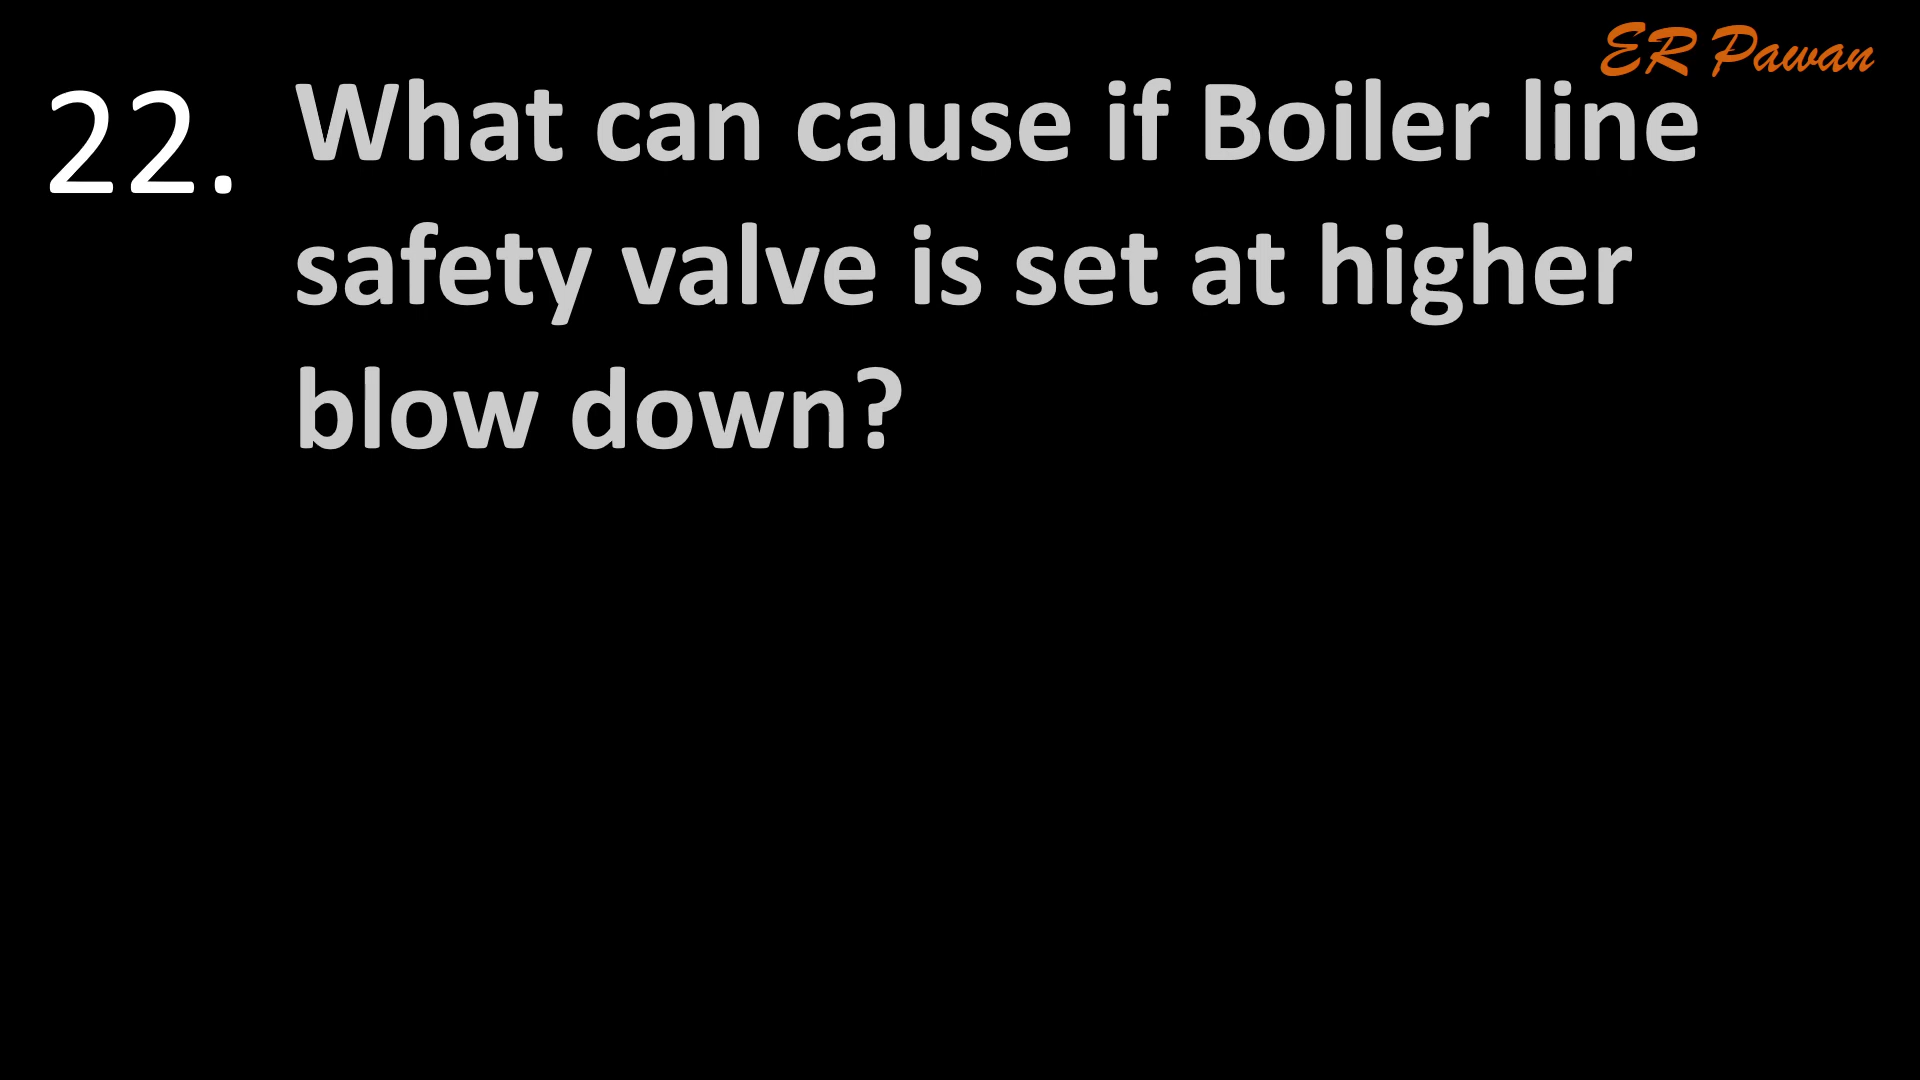 ER Pawan
22. What can cause if Boiler line
safety valve is set at higher
blow down?